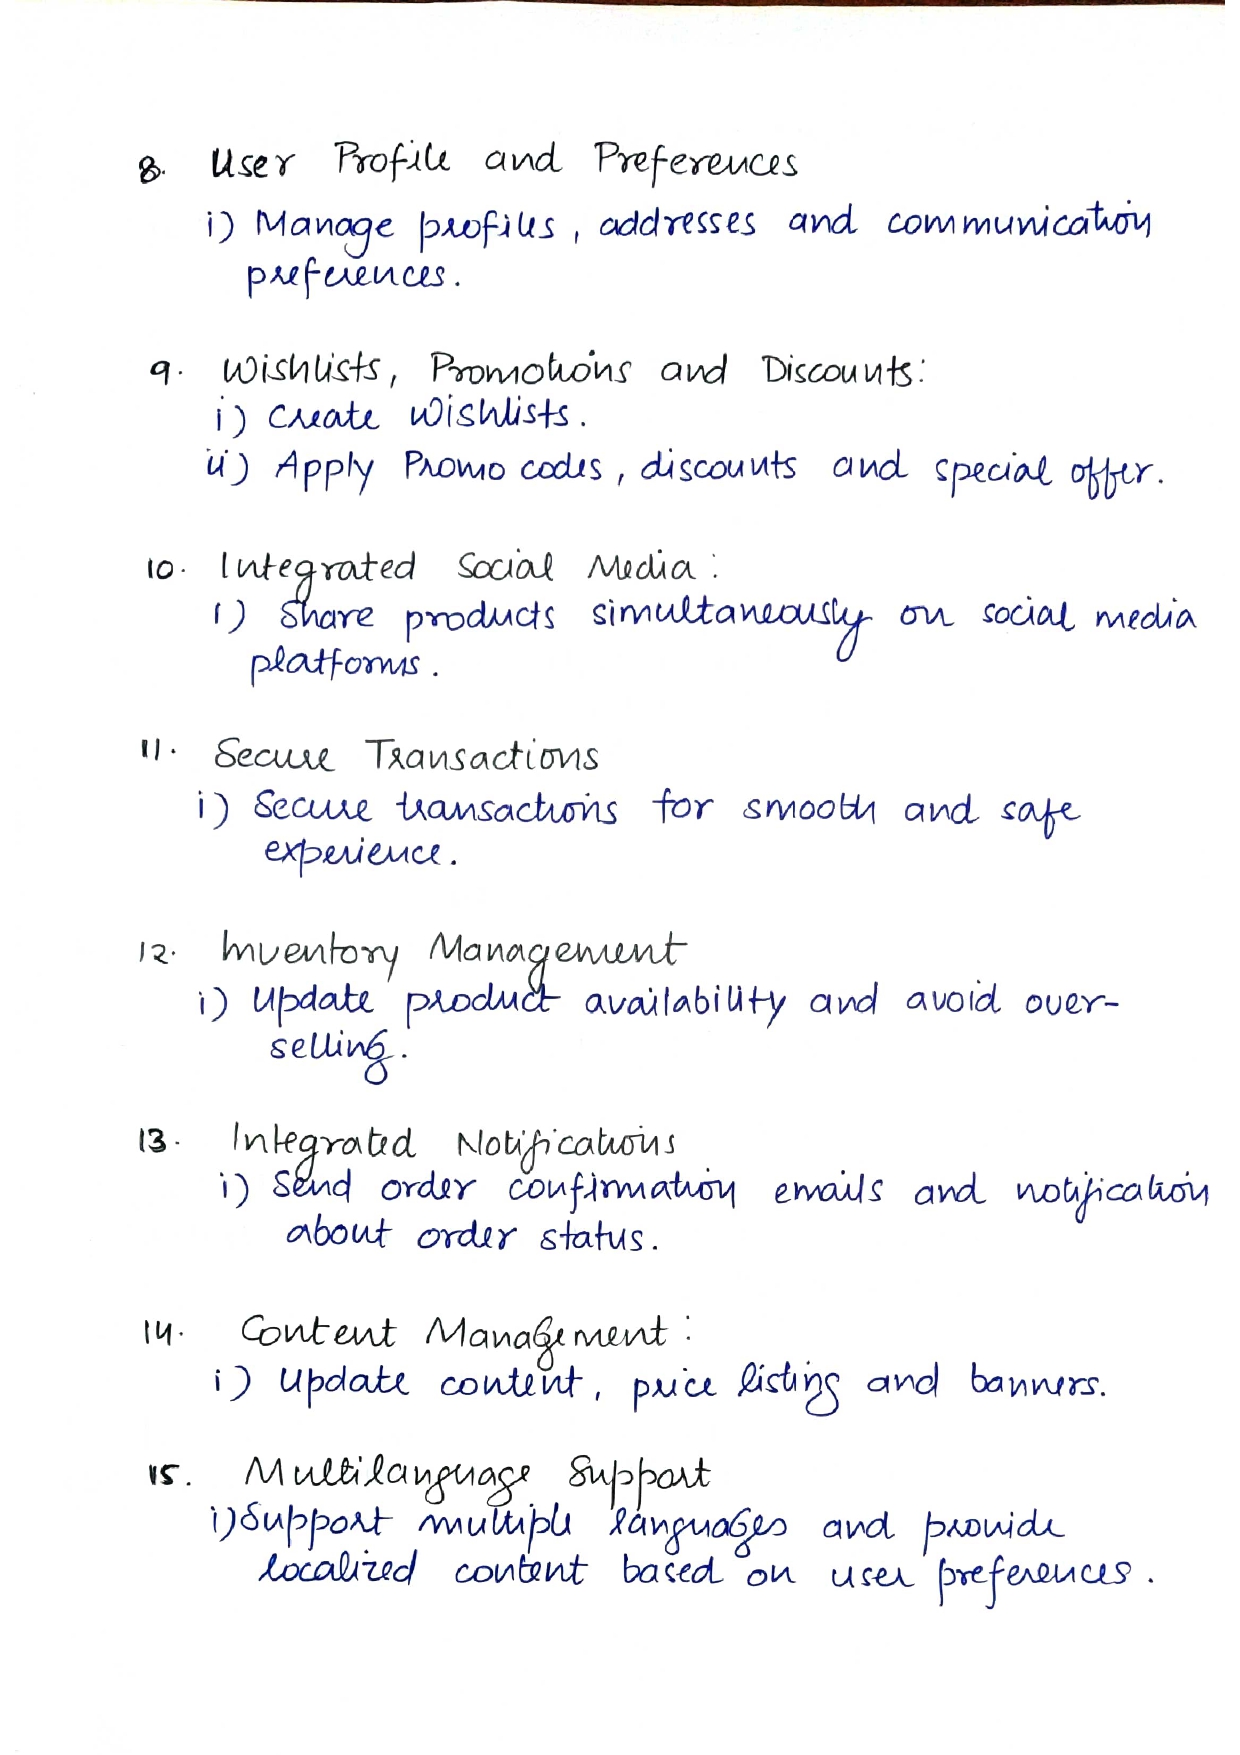 8. User Profile and Preferences
i) Manage profiles, addresses and communication
preferences.
9. Wishlists, Promotions and Discounts:
i) Create Wishlists.
ii) Apply Promo codes, discounts and special offer.
10. Integrated Social Media:
i) Share products simultaneously on social media
platforms.
11. Secure Transactions
i) Secure transactions for smooth and safe
experience.
12. Inventory Management
i) Update product availability and avoid over-
selling.
13. Integrated Notifications
i) Send order confirmation emails and notification
about order status.
14. Content Management:
i) Update content, price listing and banners.
15. Multilanguage Support
i) Support multiple languages and provide
localized content based on user preferences.